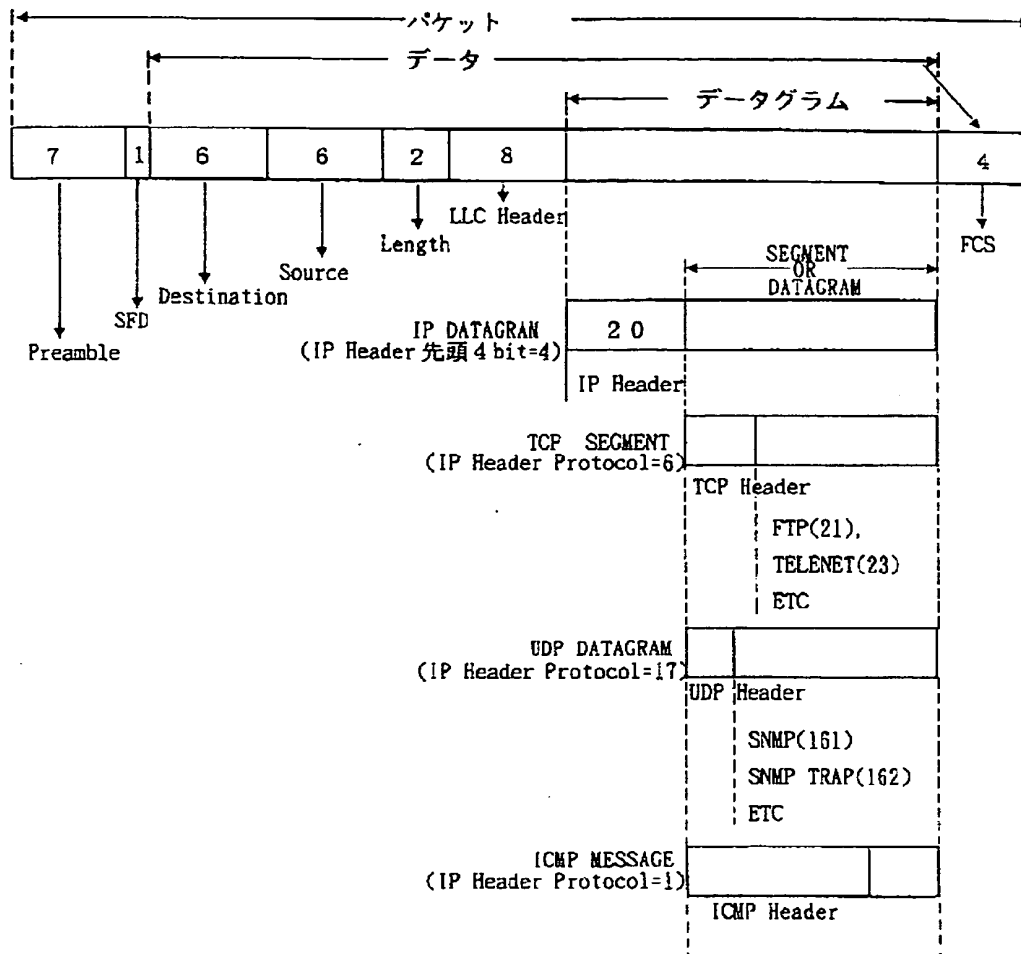 パケット
データ
データグラム
7 1 6 6 2 8 4
LLC Header
Length
FCS
Source
Destination
SFD
Preamble
SEGMENT
OR
DATAGRAM
IP DATAGRAN
(IP Header 先頭4bit=4)
20
IP Header
TCP SEGMENT
(IP Header Protocol=6)
TCP Header
FTP(21),
TELENET(23)
ETC
UDP DATAGRAM
(IP Header Protocol=17)
UDP Header
SNMP(161)
SNMP TRAP(162)
ETC
ICMP MESSAGE
(IP Header Protocol=1)
ICMP Header